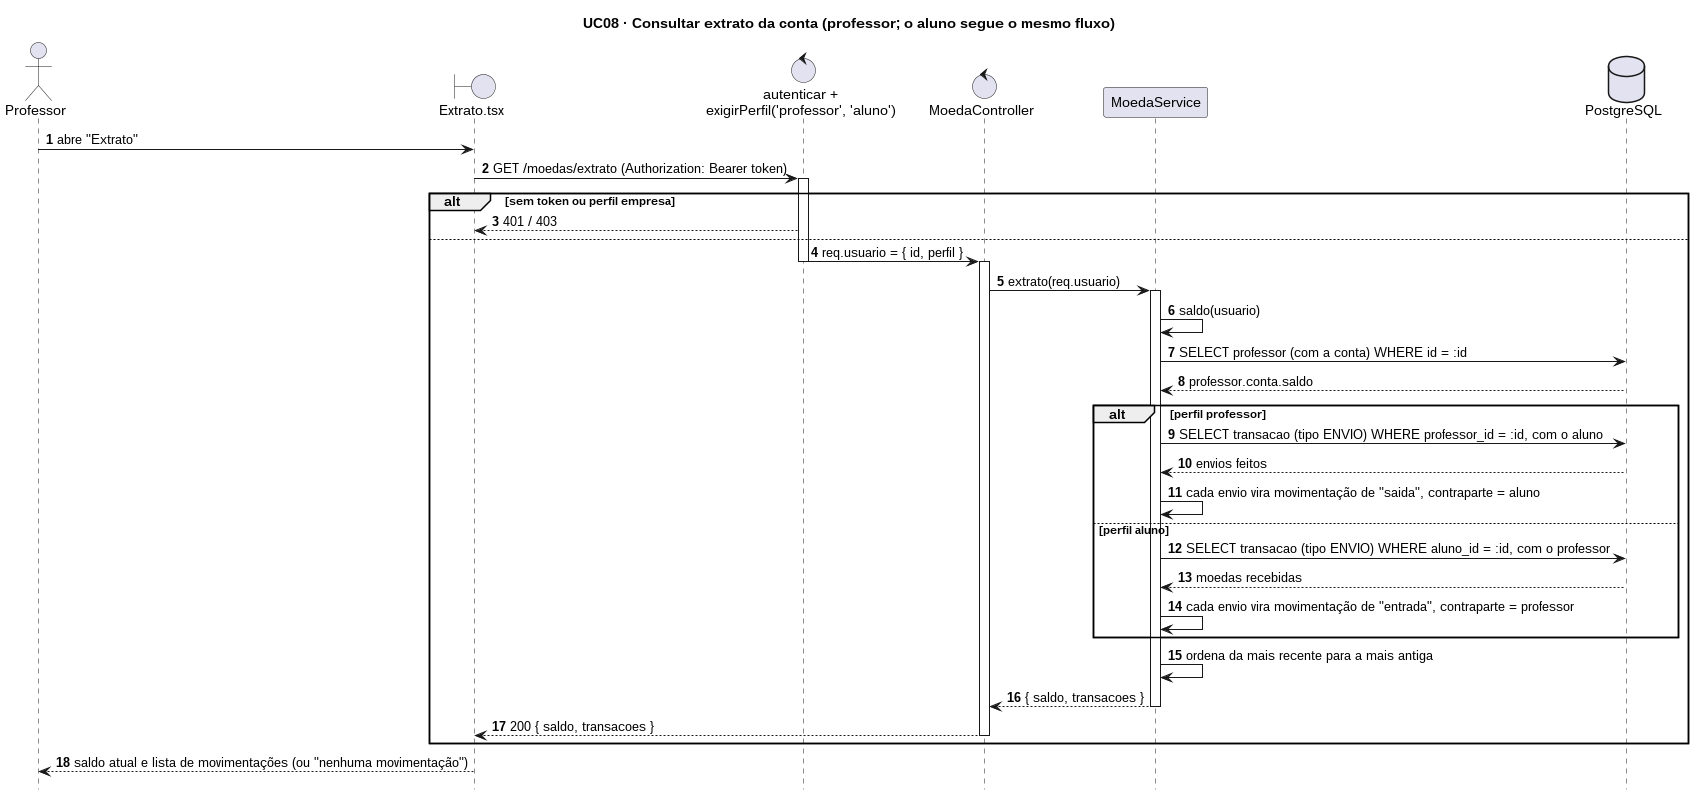 UC08 · Consultar extrato da conta (professor; o aluno segue o mesmo fluxo)
Professor
Extrato.tsx
autenticar +
exigirPerfil('professor', 'aluno')
MoedaController
MoedaService
PostgreSQL
1 abre "Extrato"
2 GET /moedas/extrato (Authorization: Bearer token)
alt [sem token ou perfil empresa]
3 401 / 403
4 req.usuario = { id, perfil }
5 extrato(req.usuario)
6 saldo(usuario)
7 SELECT professor (com a conta) WHERE id = :id
8 professor.conta.saldo
alt [perfil professor]
9 SELECT transacao (tipo ENVIO) WHERE professor_id = :id, com o aluno
10 envios feitos
11 cada envio vira movimentação de "saida", contraparte = aluno
[perfil aluno]
12 SELECT transacao (tipo ENVIO) WHERE aluno_id = :id, com o professor
13 moedas recebidas
14 cada envio vira movimentação de "entrada", contraparte = professor
15 ordena da mais recente para a mais antiga
16 { saldo, transacoes }
17 200 { saldo, transacoes }
18 saldo atual e lista de movimentações (ou "nenhuma movimentação")